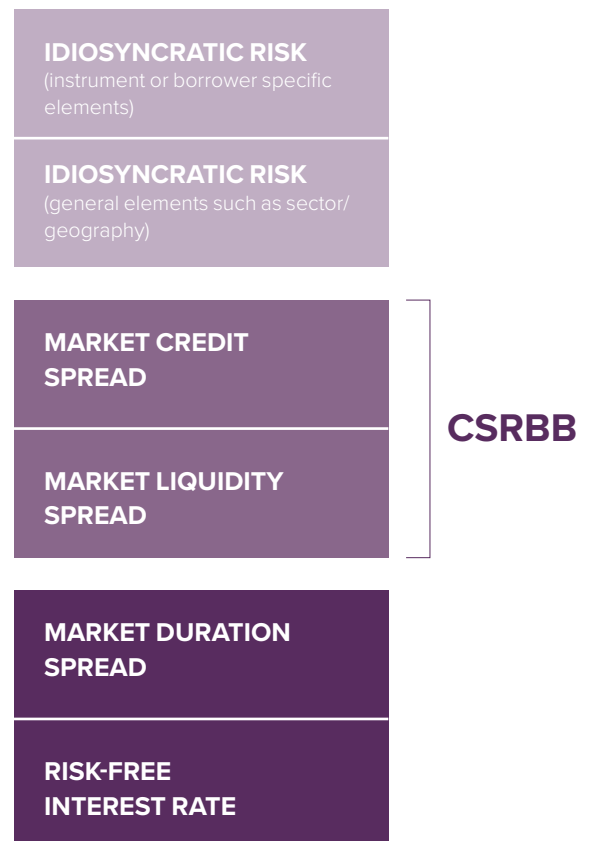 IDIOSYNCRATIC RISK
(instrument or borrower specific
elements)
IDIOSYNCRATIC RISK
(general elements such as sector/
geography)
MARKET CREDIT
SPREAD
CSRBB
MARKET LIQUIDITY
SPREAD
MARKET DURATION
SPREAD
RISK-FREE
INTEREST RATE